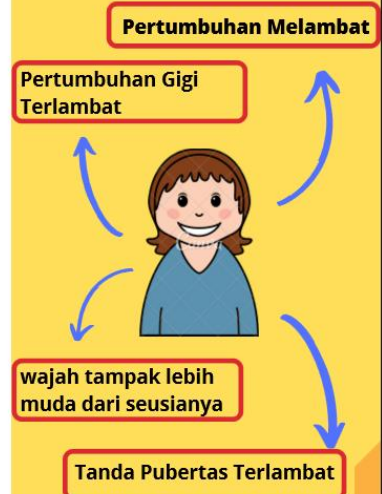 Pertumbuhan Melambat
Pertumbuhan Gigi
Terlambat
wajah tampak lebih
muda dari seusianya
Tanda Pubertas Terlambat